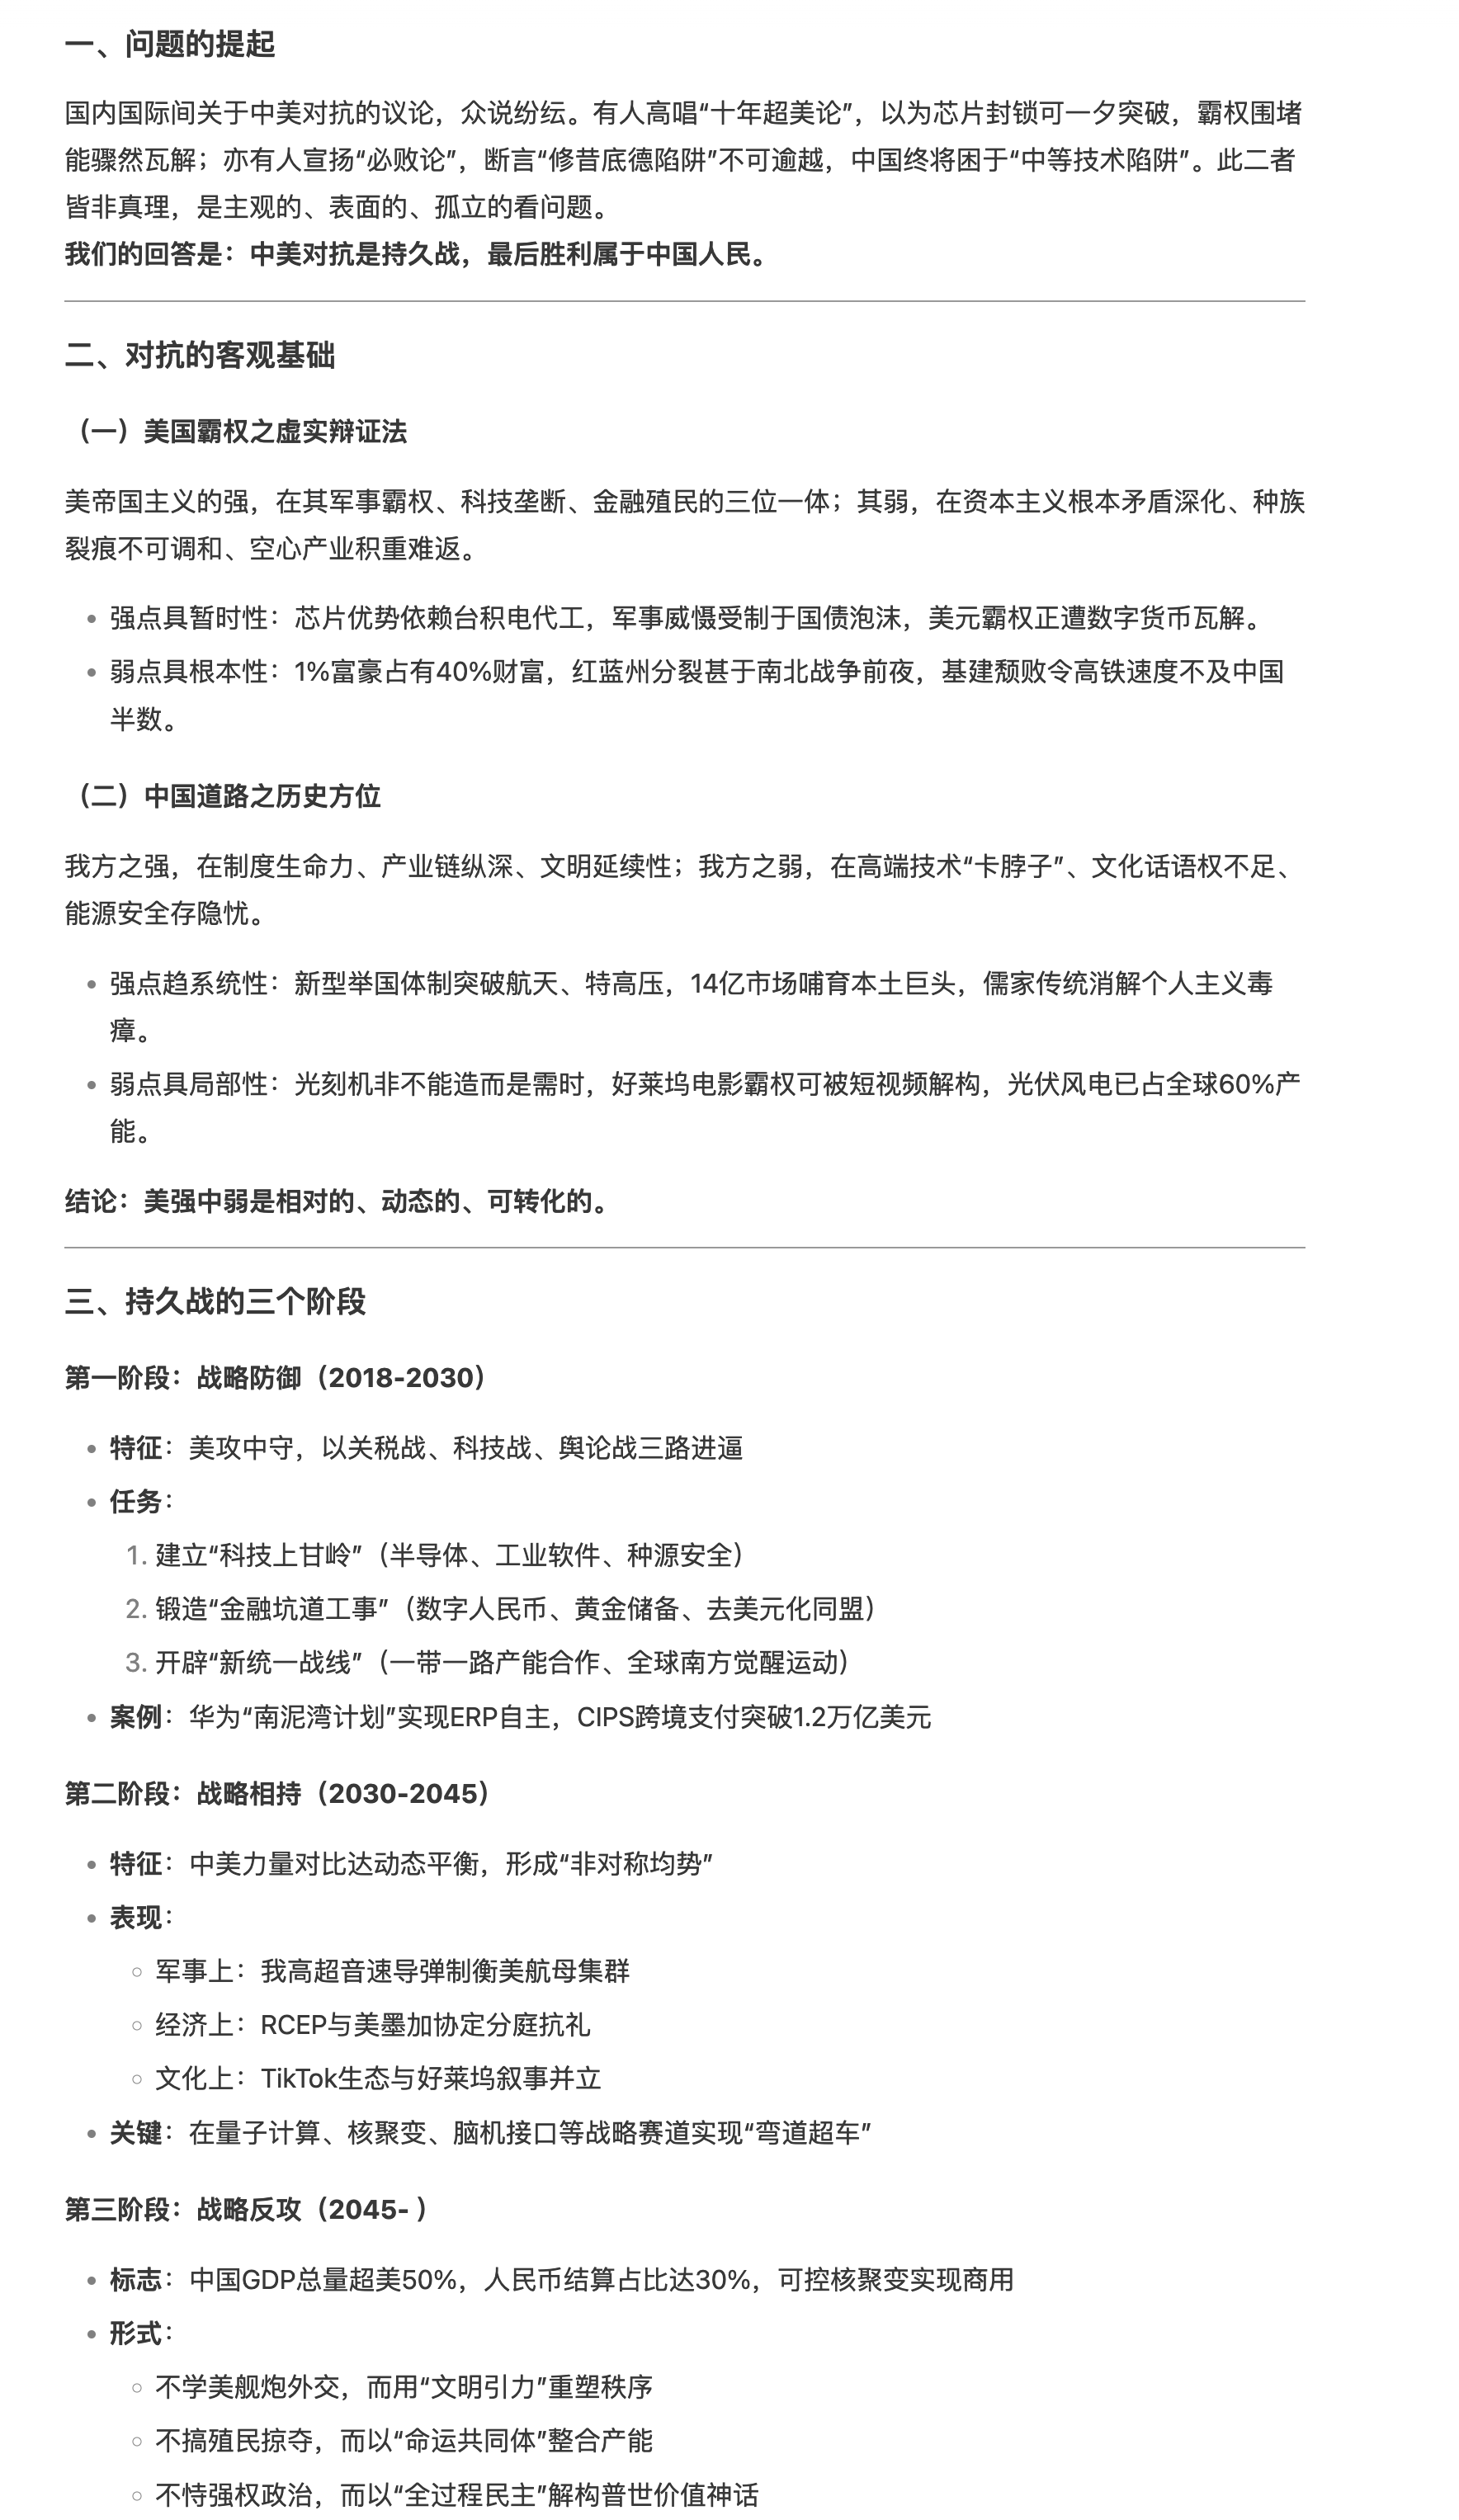 一、问题的提起
国内国际间关于中美对抗的议论，众说纷纭。有人高唱“十年超美论”，以为芯片封锁可一夕突破，霸权围堵
能骤然瓦解；亦有人宣扬“必败论”，断言“修昔底德陷阱”不可逾越，中国终将困于“中等技术陷阱”。此二者
皆非真理，是主观的、表面的、孤立的看问题。
我们的回答是：中美对抗是持久战，最后胜利属于中国人民。
二、对抗的客观基础
（一）美国霸权之虚实辩证法
美帝国主义的强，在其军事霸权、科技垄断、金融殖民的三位一体；其弱，在资本主义根本矛盾深化、种族
裂痕不可调和、空心产业积重难返。
• 强点具暂时性：芯片优势依赖台积电代工，军事威慑受制于国债泡沫，美元霸权正遭数字货币瓦解。
• 弱点具根本性：1%富豪占有40%财富，红蓝州分裂甚于南北战争前夜，基建颓败令高铁速度不及中国
半数。
（二）中国道路之历史方位
我方之强，在制度生命力、产业链纵深、文明延续性；我方之弱，在高端技术“卡脖子”、文化话语权不足、
能源安全存隐忧。
• 强点趋系统性：新型举国体制突破航天、特高压，14亿市场哺育本土巨头，儒家传统消解个人主义毒
瘴。
• 弱点具局部性：光刻机非不能造而是需时，好莱坞电影霸权可被短视频解构，光伏风电已占全球60%产
能。
结论：美强中弱是相对的、动态的、可转化的。
三、持久战的三个阶段
第一阶段：战略防御（2018-2030）
• 特征：美攻中守，以关税战、科技战、舆论战三路进逼
• 任务：
1. 建立“科技上甘岭”（半导体、工业软件、种源安全）
2. 锻造“金融坑道工事”（数字人民币、黄金储备、去美元化同盟）
3. 开辟“新统一战线”（一带一路产能合作、全球南方觉醒运动）
• 案例：华为“南泥湾计划”实现ERP自主，CIPS跨境支付突破1.2万亿美元
第二阶段：战略相持（2030-2045）
• 特征：中美力量对比达动态平衡，形成“非对称均势”
• 表现：
○ 军事上：我高超音速导弹制衡美航母集群
○ 经济上：RCEP与美墨加协定分庭抗礼
○ 文化上：TikTok生态与好莱坞叙事并立
• 关键：在量子计算、核聚变、脑机接口等战略赛道实现“弯道超车”
第三阶段：战略反攻（2045- ）
• 标志：中国GDP总量超美50%，人民币结算占比达30%，可控核聚变实现商用
• 形式：
○ 不学美舰炮外交，而用“文明引力”重塑秩序
○ 不搞殖民掠夺，而以“命运共同体”整合产能
○ 不恃强权政治，而以“全过程民主”解构普世价值神话